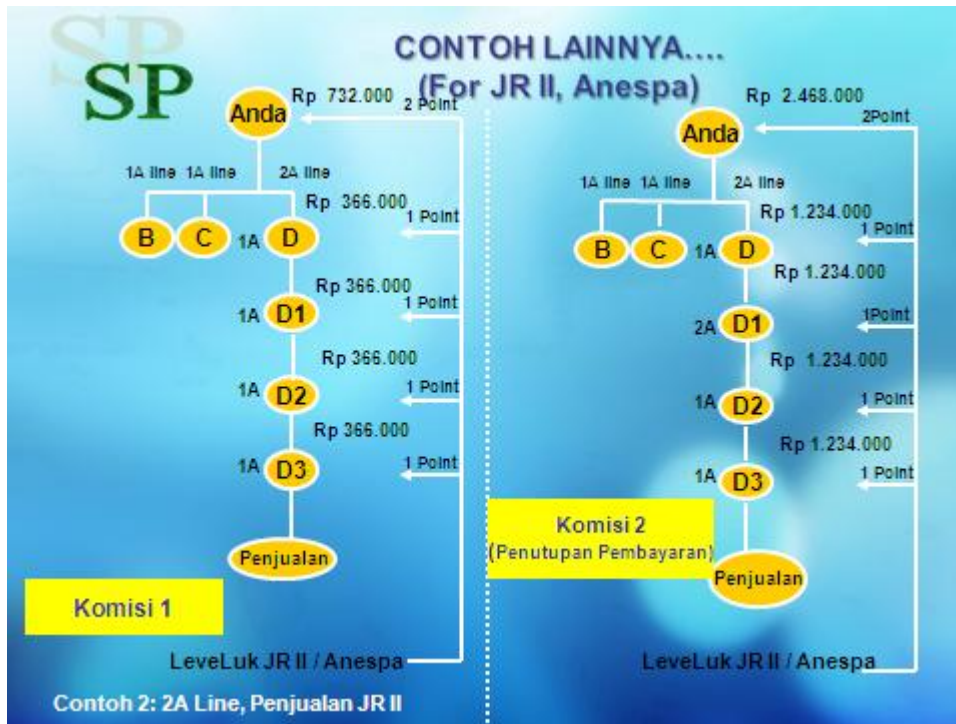 SP
SP
CONTOH LAINNYA....
(For JR II, Anespa)
Rp 732.000
2 Point
Anda
1A line 1A line 2A line
Rp 366.000
1 Point
B C 1A D
Rp 366.000
1A D1
1 Point
Rp 366.000
1A D2
1 Point
Rp 366.000
1A D3
1 Point
Penjualan
Komisi 1
LeveLuk JR II / Anespa
Contoh 2: 2A Line, Penjualan JR II
Rp 2.468.000
2Point
Anda
1A line 1A line 2A line
Rp 1.234.000
1 Point
B C 1A D
Rp 1.234.000
2A D1
1Point
Rp 1.234.000
1A D2
1 Point
Rp 1.234.000
1A D3
1 Point
Komisi 2
(Penutupan Pembayaran)
Penjualan
LeveLuk JR II / Anespa